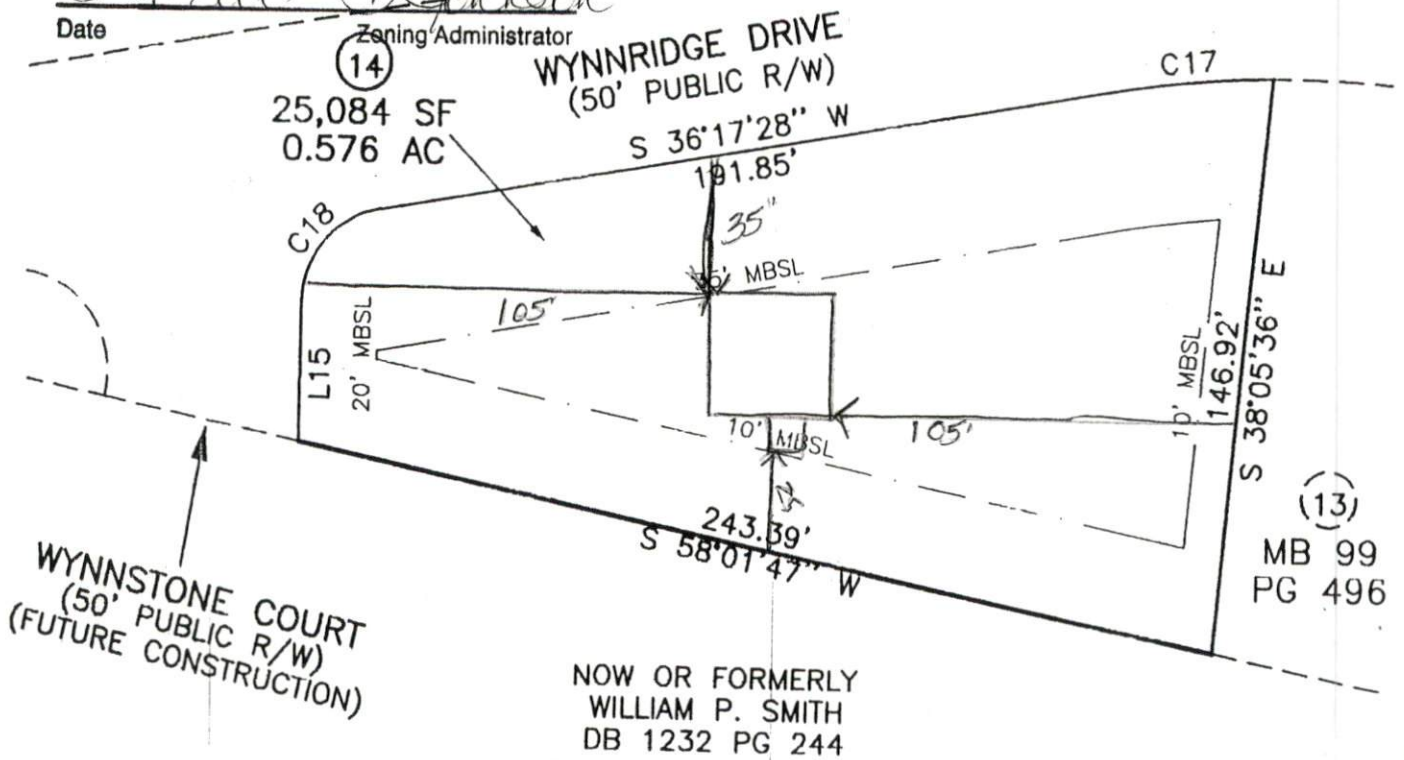 Date
Zoning Administrator
14
25,084 SF
0.576 AC
WYNNRIDGE DRIVE
(50' PUBLIC R/W)
C17
S 36°17'28" W
191.85'
C18
35"
MBSL
105'
L15
20' MBSL
10' MBSL
146.92'
S 38°05'36" E
10'
MBSL
105'
243.39'
S 58°01'47" W
13
MB 99
PG 496
WYNNSTONE COURT
(50' PUBLIC R/W)
(FUTURE CONSTRUCTION)
NOW OR FORMERLY
WILLIAM P. SMITH
DB 1232 PG 244